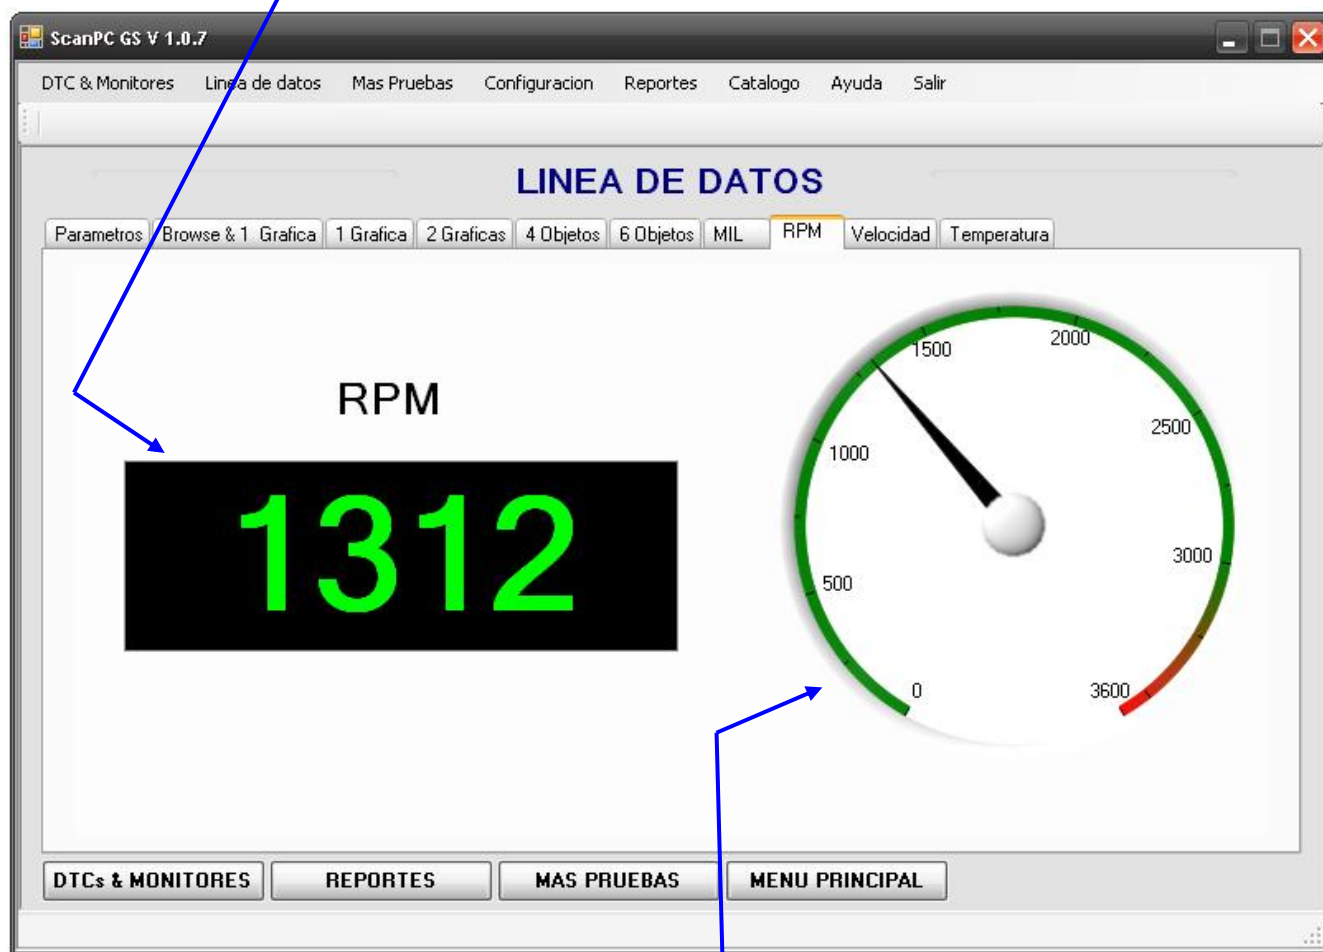 ScanPC GS V 1.0.7
DTC & Monitores Linea de datos Mas Pruebas Configuracion Reportes Catalogo Ayuda Salir
LINEA DE DATOS
Parametros Browse & 1 Grafica 1 Grafica 2 Graficas 4 Objetos 6 Objetos MIL RPM Velocidad Temperatura
RPM
1312
0
500
1000
1500
2000
2500
3000
3600
DTCs & MONITORES REPORTES MAS PRUEBAS MENU PRINCIPAL